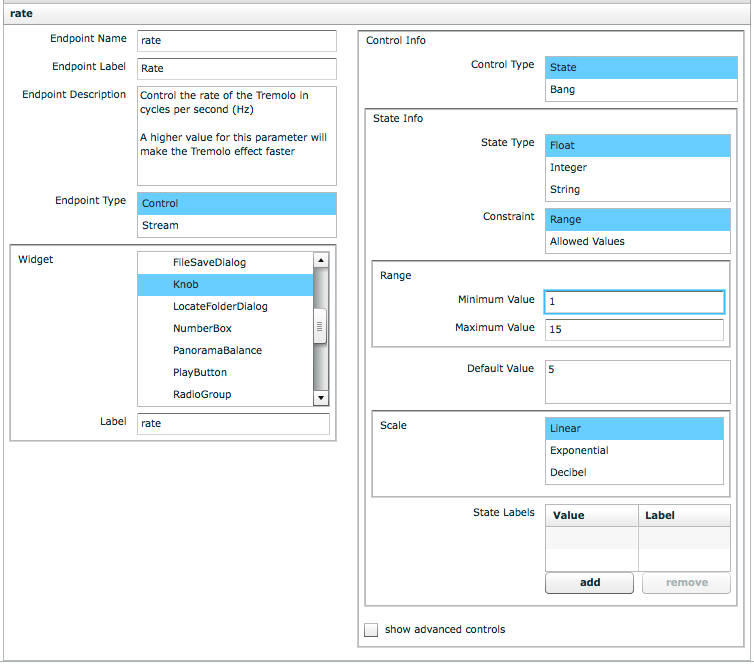 rate
Endpoint Name
rate
Endpoint Label
Rate
Endpoint Description
Control the rate of the Tremolo in
cycles per second (Hz)
A higher value for this parameter will
make the Tremolo effect faster
Endpoint Type
Control
Stream
Widget
FileSaveDialog
Knob
LocateFolderDialog
NumberBox
PanoramaBalance
PlayButton
RadioGroup
Label
rate
Control Info
Control Type
State
Bang
State Info
State Type
Float
Integer
String
Constraint
Range
Allowed Values
Range
Minimum Value
1
Maximum Value
15
Default Value
5
Scale
Linear
Exponential
Decibel
State Labels
Value
Label
add
remove
show advanced controls